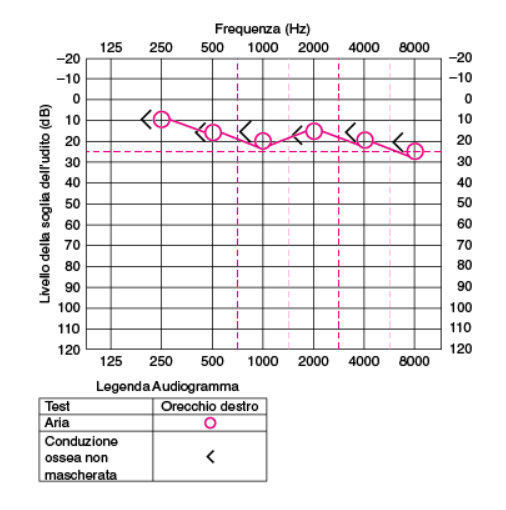 Frequenza (Hz)
125 250 500 1000 2000 4000 8000
Livello della soglia dell'udito (dB)
–20 –20
–10 –10
0 0
10 10
20 20
30 30
40 40
50 50
60 60
70 70
80 80
90 90
100 100
110 110
120 120
125 250 500 1000 2000 4000 8000
Legenda Audiogramma
Test Orecchio destro
Aria
Conduzione
ossea non
mascherata